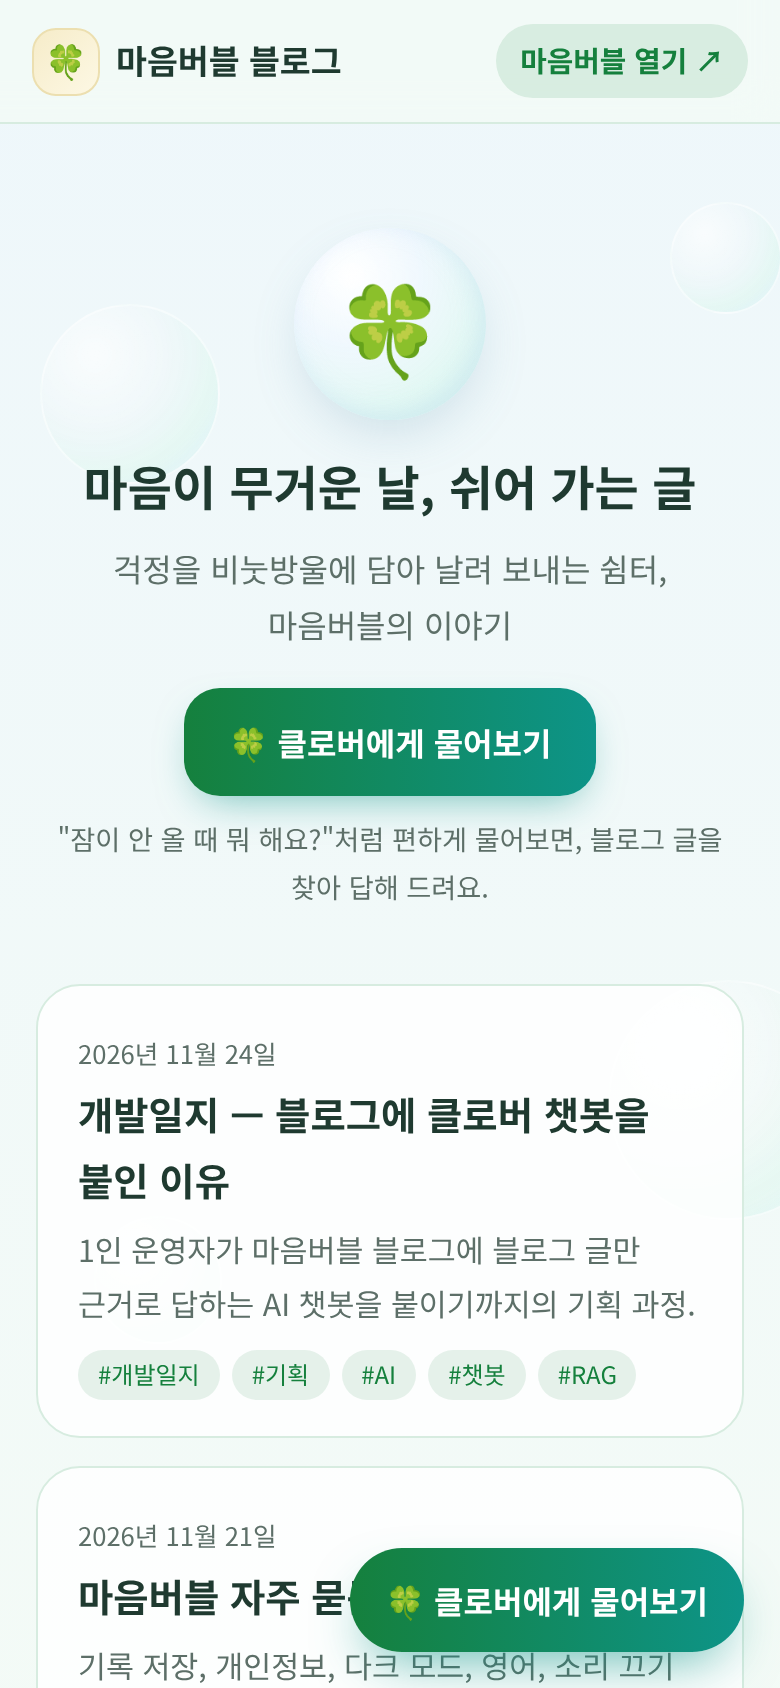 마음버블 블로그
마음버블 열기 ↗
마음이 무거운 날, 쉬어 가는 글
걱정을 비눗방울에 담아 날려 보내는 쉼터,
마음버블의 이야기
클로버에게 물어보기
"잠이 안 올 때 뭐 해요?"처럼 편하게 물어보면, 블로그 글을
찾아 답해 드려요.
2026년 11월 24일
개발일지 — 블로그에 클로버 챗봇을
붙인 이유
1인 운영자가 마음버블 블로그에 블로그 글만
근거로 답하는 AI 챗봇을 붙이기까지의 기획 과정.
#개발일지 #기획 #AI #챗봇 #RAG
2026년 11월 21일
마음버블 자주
클로버에게 물어보기
기록 저장, 개인정보, 다크 모드, 영어, 소리 끄기